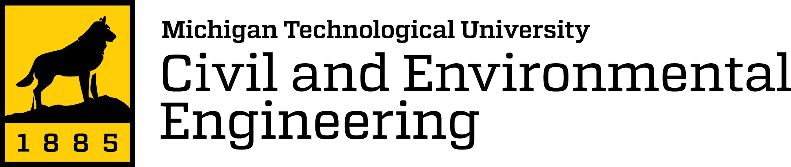 Michigan Technological University
Civil and Environmental
Engineering
1885